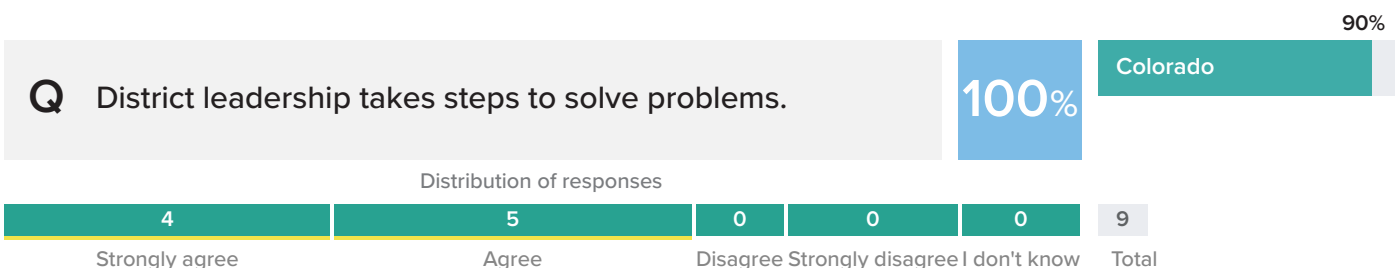 90%
Q District leadership takes steps to solve problems.
100%
Colorado
Distribution of responses
4 5 0 0 0 9
Strongly agree Agree Disagree Strongly disagree I don't know Total